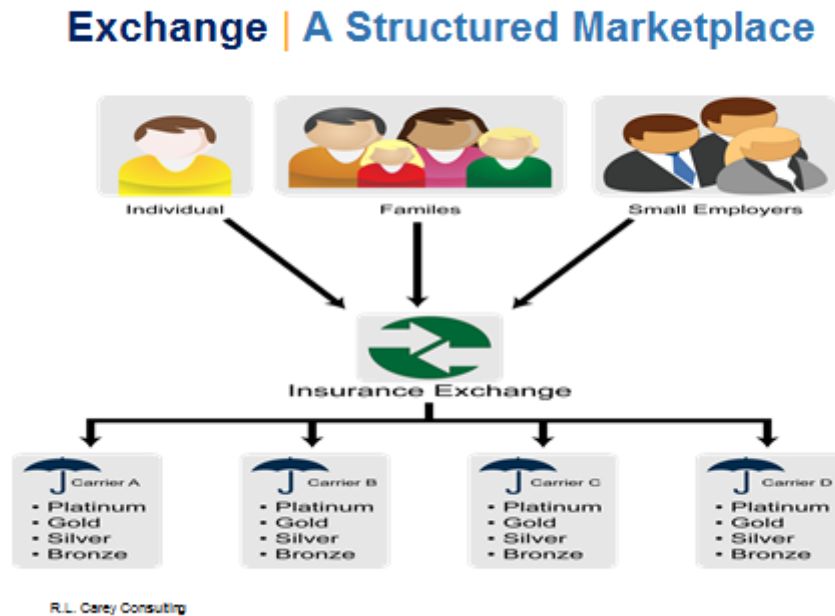 Exchange | A Structured Marketplace
Individual
Familes
Small Employers
Insurance Exchange
Carrier A
• Platinum
• Gold
• Silver
• Bronze
Carrier B
• Platinum
• Gold
• Silver
• Bronze
Carrier C
• Platinum
• Gold
• Silver
• Bronze
Carrier D
• Platinum
• Gold
• Silver
• Bronze
R.L. Carey Consulting